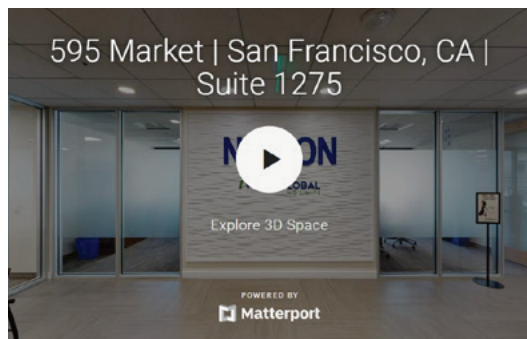 595 Market | San Francisco, CA |
Suite 1275
Explore 3D Space
POWERED BY
Matterport